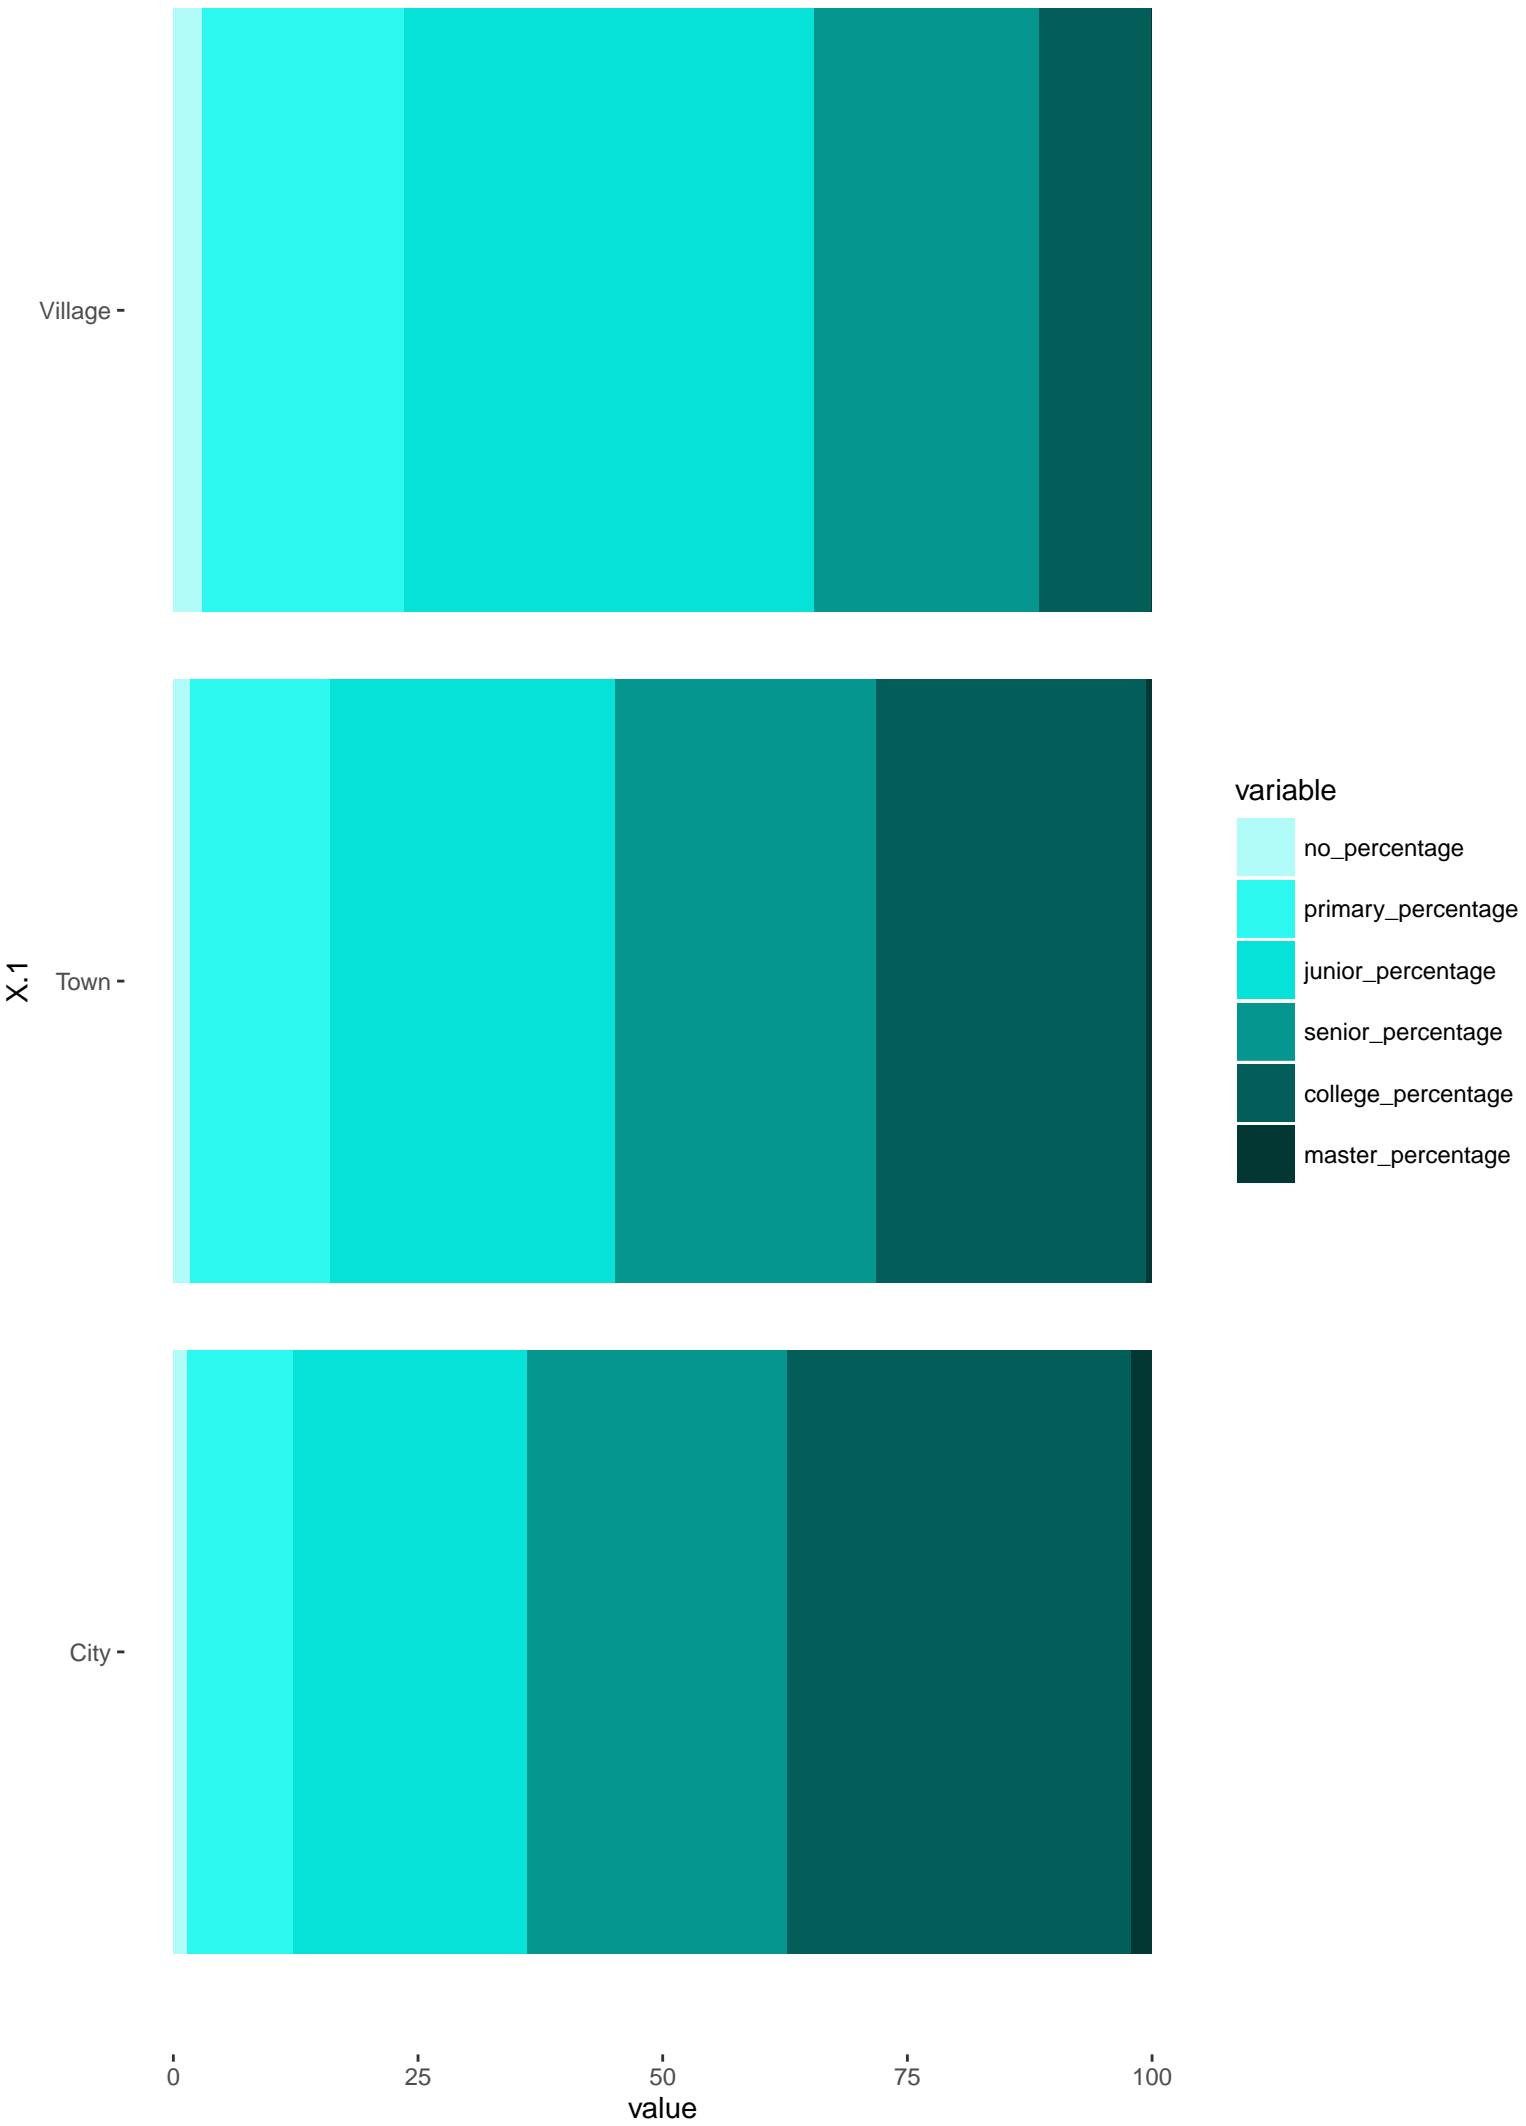 Village
Town
City
X.1
0 25 50 75 100
value
variable
no_percentage
primary_percentage
junior_percentage
senior_percentage
college_percentage
master_percentage